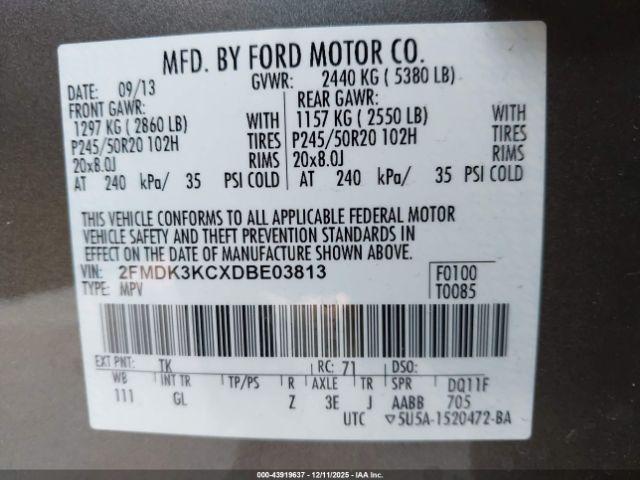 MFD. BY FORD MOTOR CO.
DATE: 09/13 GVWR: 2440 KG ( 5380 LB)
FRONT GAWR: REAR GAWR:
1297 KG ( 2860 LB) WITH 1157 KG ( 2550 LB) WITH
P245/50R20 102H TIRES P245/50R20 102H TIRES
20x8.0J RIMS 20x8.0J RIMS
AT 240 kPa/ 35 PSI COLD AT 240 kPa/ 35 PSI COLD
THIS VEHICLE CONFORMS TO ALL APPLICABLE FEDERAL MOTOR
VEHICLE SAFETY AND THEFT PREVENTION STANDARDS IN
EFFECT ON THE DATE OF MANUFACTURE SHOWN ABOVE.
VIN: 2FMDK3KCXDBE03813 F0100
TYPE: MPV T0085
EXT PNT: TK RC: 71 DSO:
WB INT TR TP/PS R AXLE TR SPR DQ11F
111 GL Z 3E J AABB 705
UTC ▽5U5A-1520472-BA
000-43919637 - 12/11/2025 - IAA Inc.